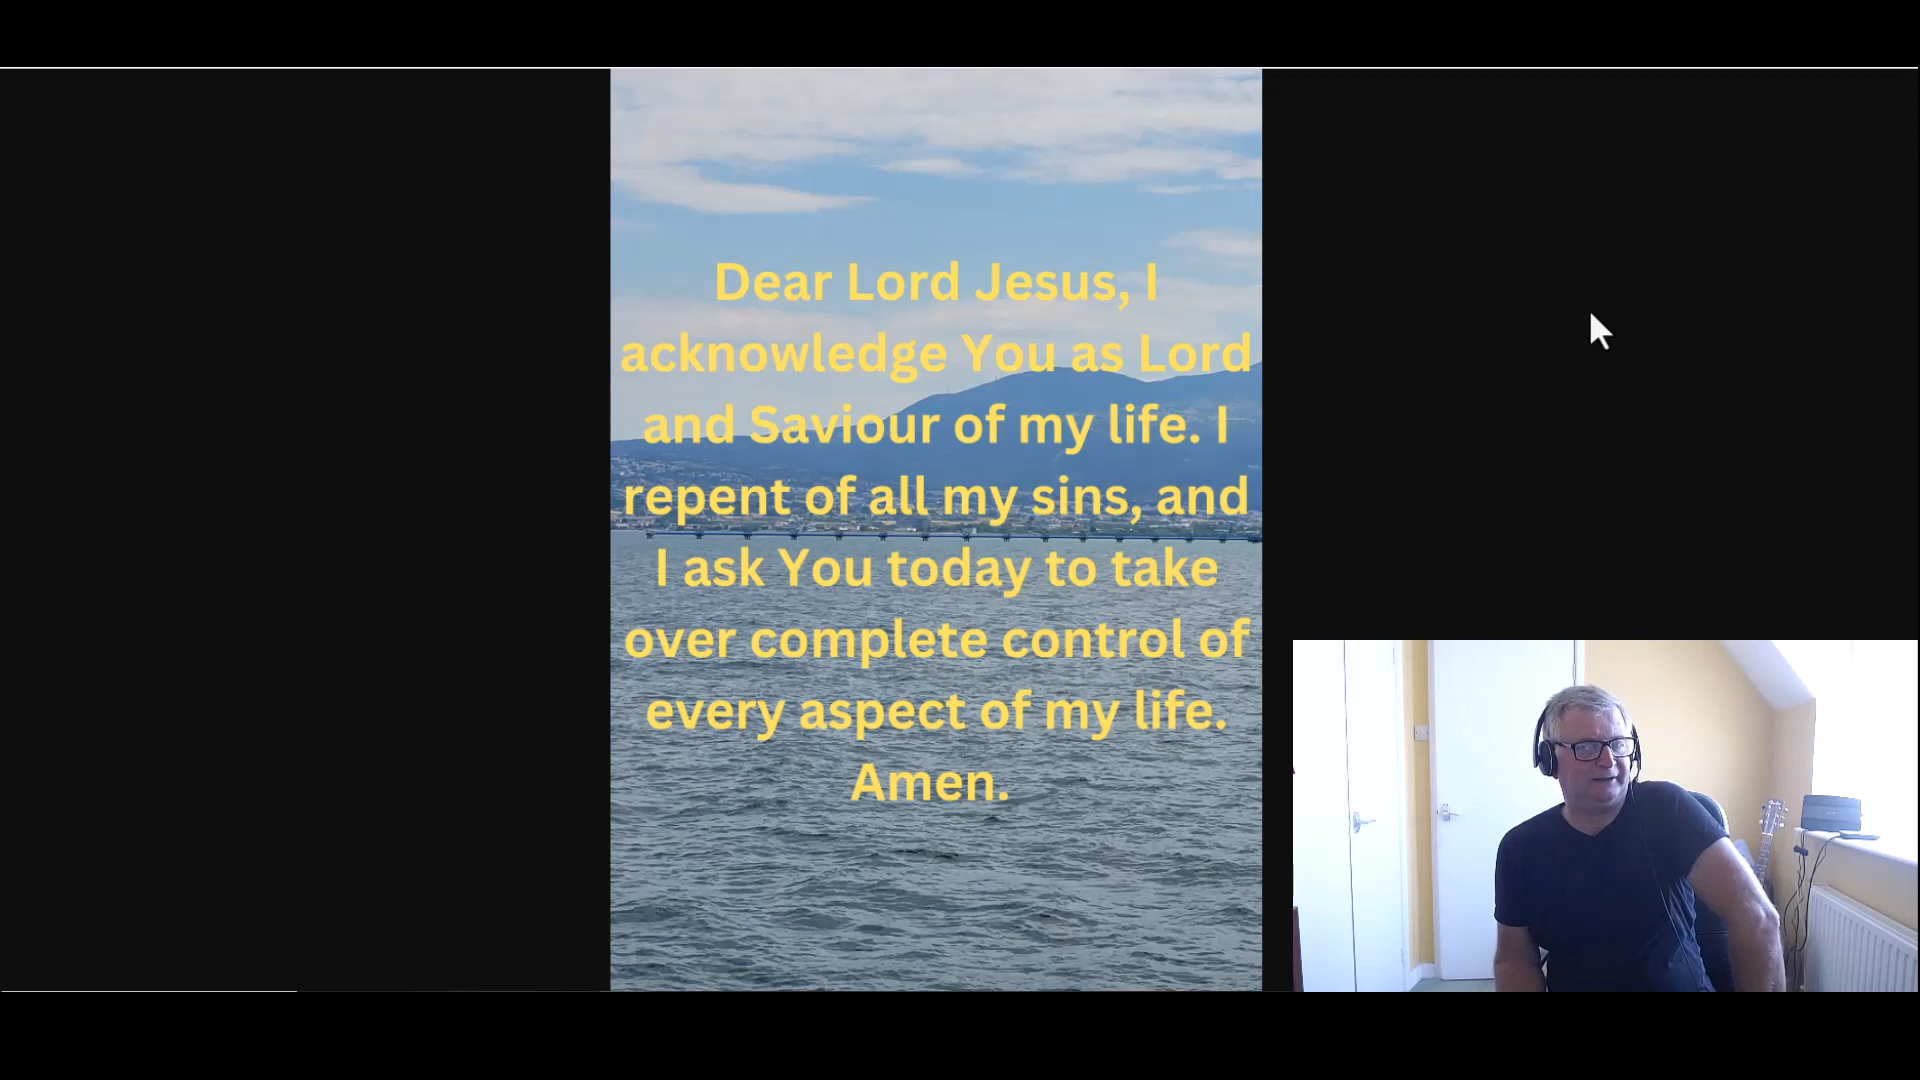 Dear Lord Jesus, I
acknowledge You as Lord
and Saviour of my life. I
repent of all my sins, and
I ask You today to take
over complete control of
every aspect of my life.
Amen.